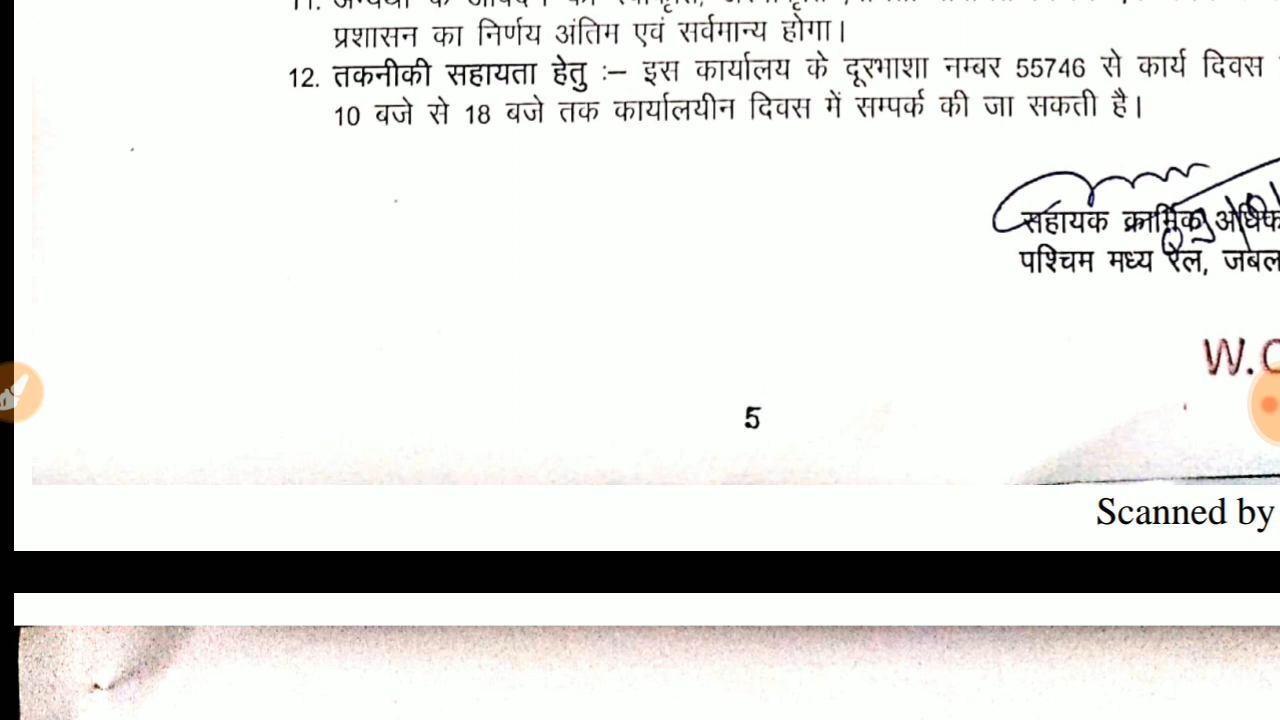 प्रशासन का निर्णय अंतिम एवं सर्वमान्य होगा।
12. तकनीकी सहायता हेतु :– इस कार्यालय के दूरभाशा नम्बर 55746 से कार्य दिवस
10 बजे से 18 बजे तक कार्यालयीन दिवस में सम्पर्क की जा सकती है।
सहायक कार्मिक
पश्चिम मध्य रेल,
W.C
5
Scanned by